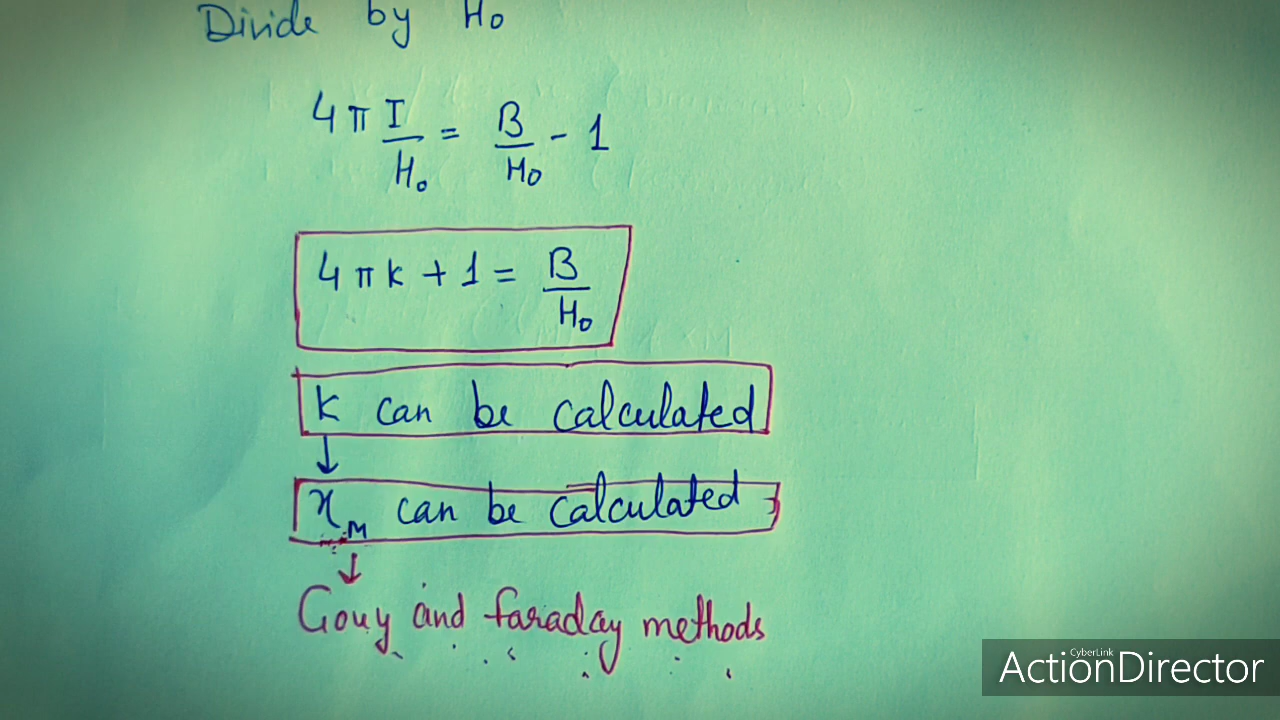 Divide by H₀
4π I/H₀ = B/H₀ - 1
4πk + 1 = B/H₀
k can be calculated
↓
χ_M can be calculated
↓
Gouy and faraday methods
CyberLink
ActionDirector